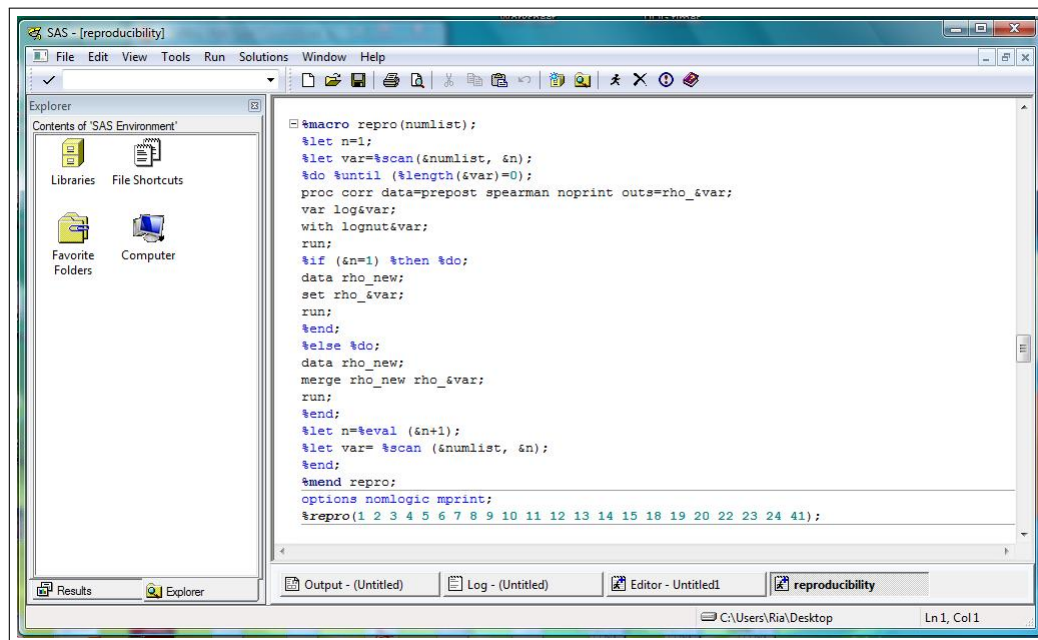 SAS - [reproducibility]
File Edit View Tools Run Solutions Window Help
Explorer
Contents of 'SAS Environment'
Libraries File Shortcuts
Favorite Folders Computer
%macro repro(numlist);
%let n=1;
%let var=%scan(&numlist, &n);
%do %until (%length(&var)=0);
proc corr data=prepost spearman noprint outs=rho_&var;
var log&var;
with lognut&var;
run;
%if (&n=1) %then %do;
data rho_new;
set rho_&var;
run;
%end;
%else %do;
data rho_new;
merge rho_new rho_&var;
run;
%end;
%let n=%eval (&n+1);
%let var= %scan (&numlist, &n);
%end;
%mend repro;
options nomlogic mprint;
%repro(1 2 3 4 5 6 7 8 9 10 11 12 13 14 15 18 19 20 22 23 24 41);
Results Explorer
Output - (Untitled) Log - (Untitled) Editor - Untitled1 reproducibility
C:\Users\Ria\Desktop Ln 1, Col 1